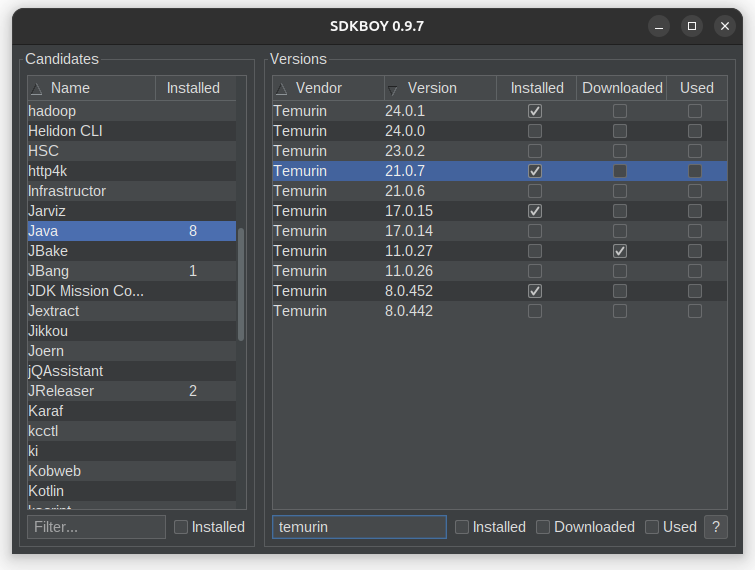 SDKBOY 0.9.7
Candidates
Name Installed
hadoop
Helidon CLI
HSC
http4k
Infrastructor
Jarviz
Java 8
JBake
JBang 1
JDK Mission Co...
Jextract
Jikkou
Joern
jQAssistant
JReleaser 2
Karaf
kcctl
ki
Kobweb
Kotlin
Filter...
Installed
Versions
Vendor Version Installed Downloaded Used
Temurin 24.0.1
Temurin 24.0.0
Temurin 23.0.2
Temurin 21.0.7
Temurin 21.0.6
Temurin 17.0.15
Temurin 17.0.14
Temurin 11.0.27
Temurin 11.0.26
Temurin 8.0.452
Temurin 8.0.442
temurin
Installed Downloaded Used ?